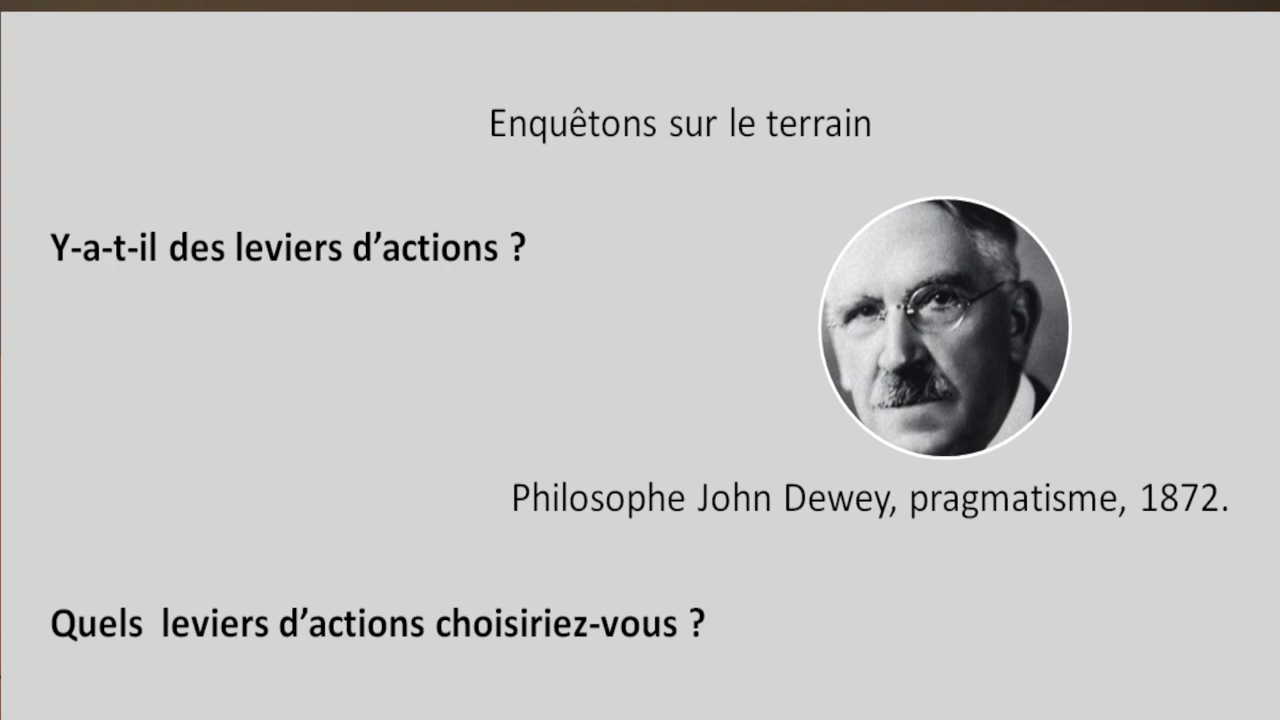 Enquêtons sur le terrain
Y-a-t-il des leviers d’actions ?
Philosophe John Dewey, pragmatisme, 1872.
Quels leviers d’actions choisiriez-vous ?